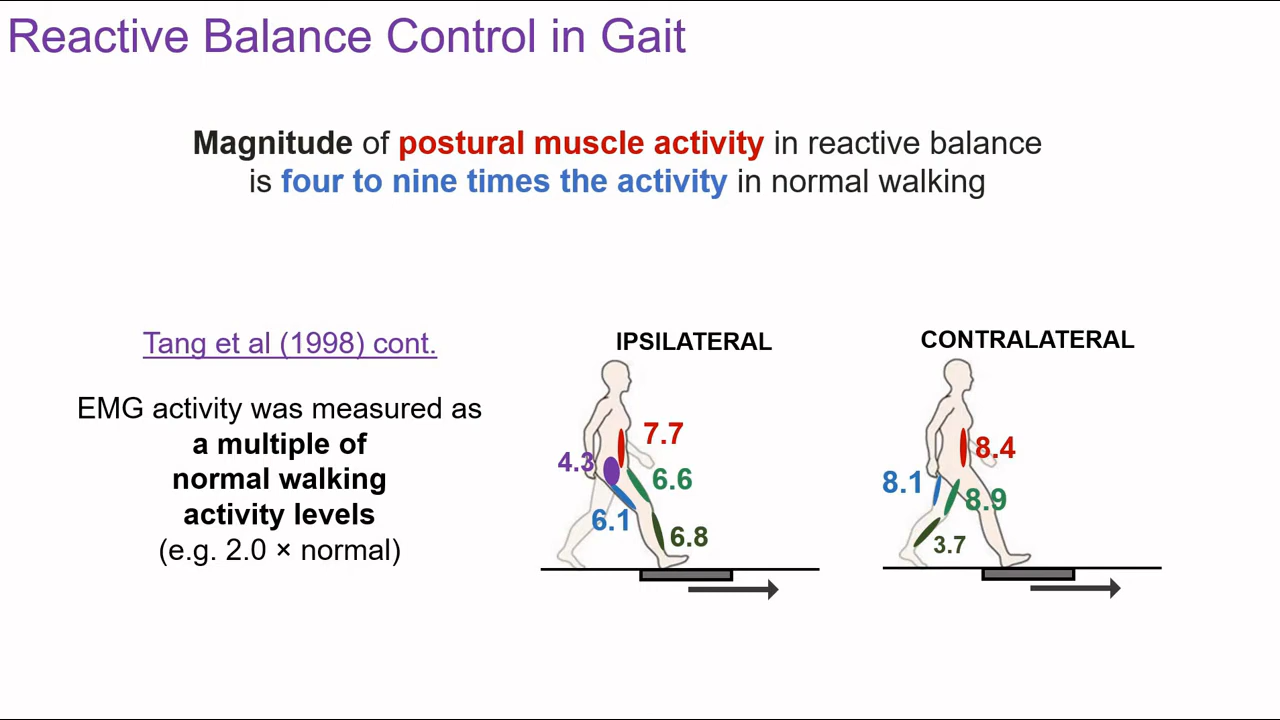 Reactive Balance Control in Gait
Magnitude of postural muscle activity in reactive balance
is four to nine times the activity in normal walking
Tang et al (1998) cont.
EMG activity was measured as
a multiple of
normal walking
activity levels
(e.g. 2.0 × normal)
IPSILATERAL
7.7
4.3
6.6
6.1
6.8
CONTRALATERAL
8.4
8.1
8.9
3.7